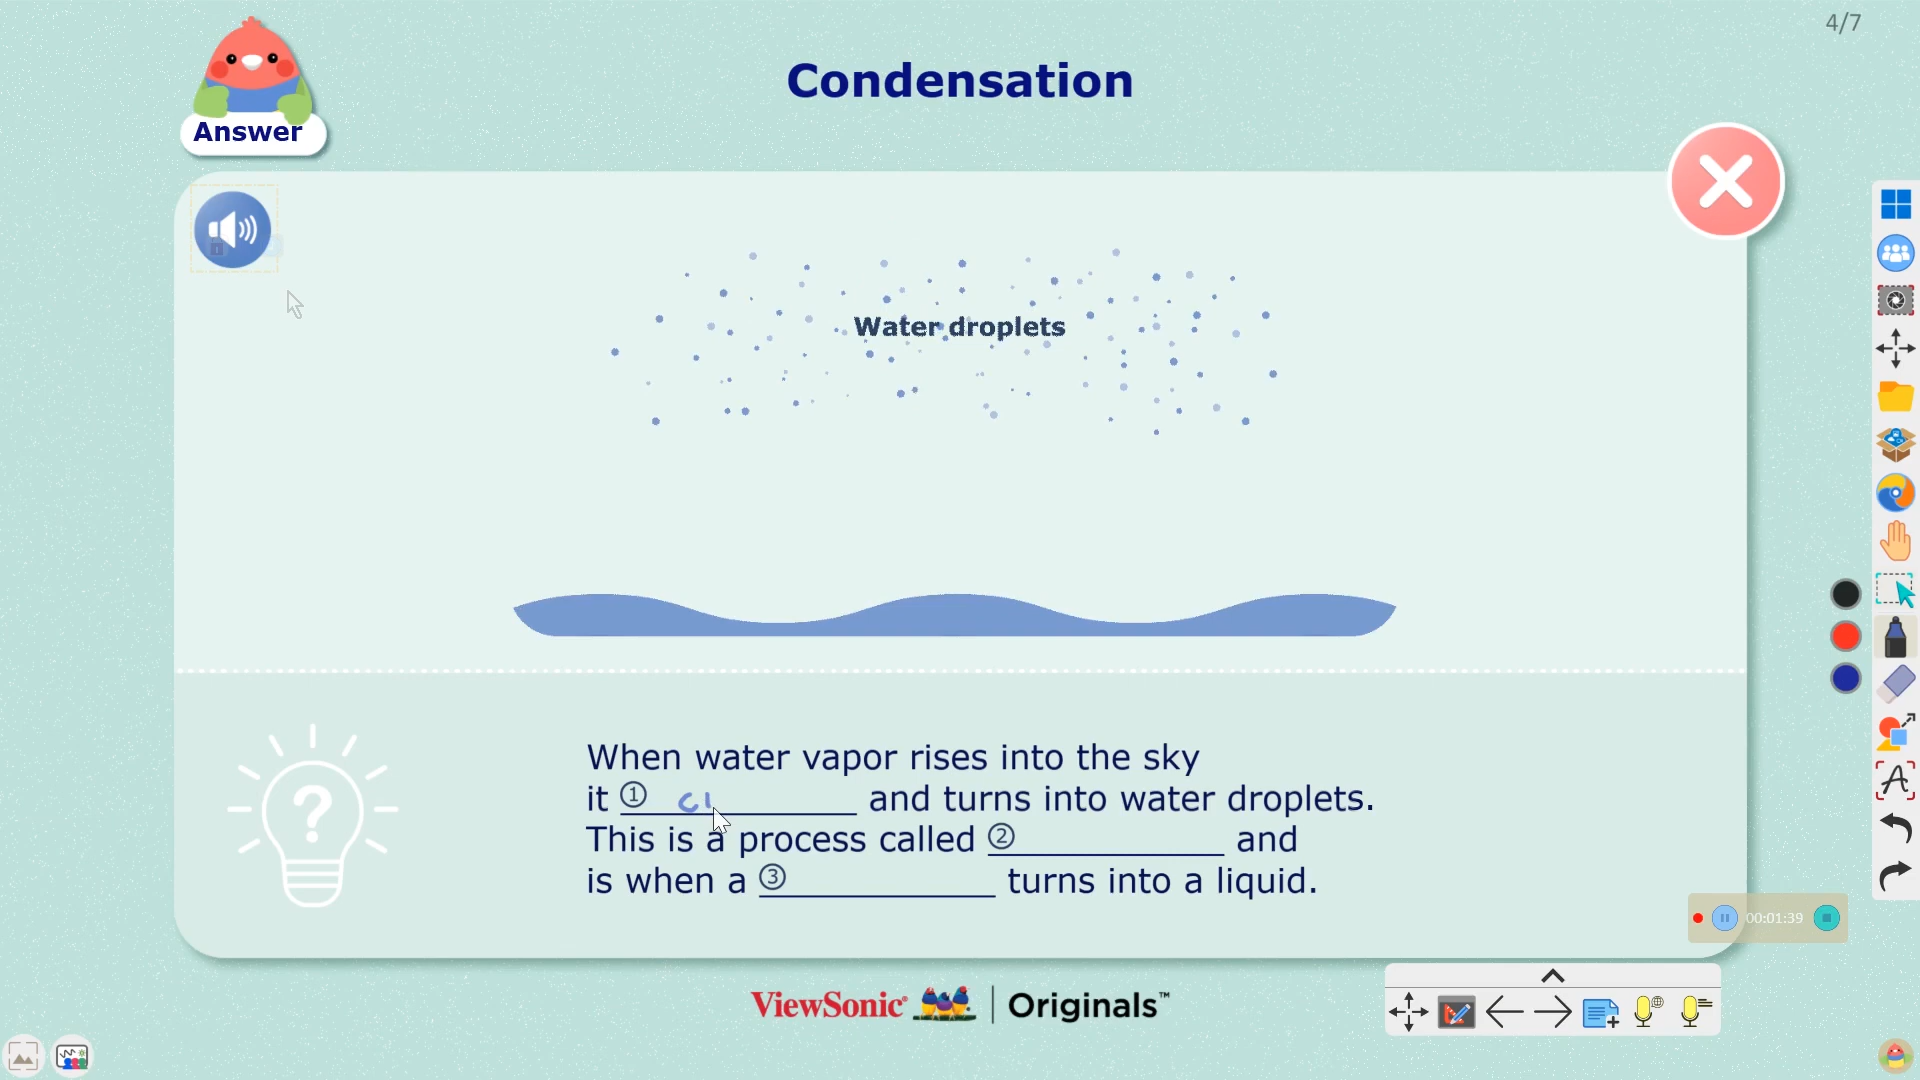 4/7
Condensation
Answer
Water droplets
When water vapor rises into the sky
it ① and turns into water droplets.
This is a process called ② and
is when a ③ turns into a liquid.
00:01:39
ViewSonic® | Originals™